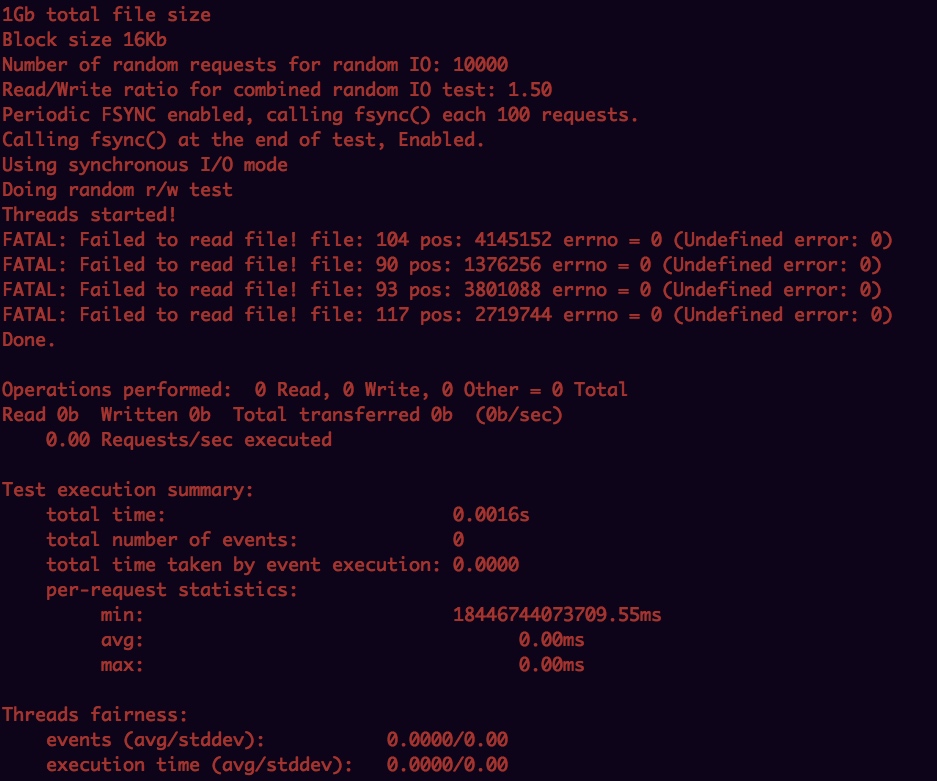 1Gb total file size
Block size 16Kb
Number of random requests for random IO: 10000
Read/Write ratio for combined random IO test: 1.50
Periodic FSYNC enabled, calling fsync() each 100 requests.
Calling fsync() at the end of test, Enabled.
Using synchronous I/O mode
Doing random r/w test
Threads started!
FATAL: Failed to read file! file: 104 pos: 4145152 errno = 0 (Undefined error: 0)
FATAL: Failed to read file! file: 90 pos: 1376256 errno = 0 (Undefined error: 0)
FATAL: Failed to read file! file: 93 pos: 3801088 errno = 0 (Undefined error: 0)
FATAL: Failed to read file! file: 117 pos: 2719744 errno = 0 (Undefined error: 0)
Done.

Operations performed:  0 Read, 0 Write, 0 Other = 0 Total
Read 0b  Written 0b  Total transferred 0b  (0b/sec)
    0.00 Requests/sec executed

Test execution summary:
    total time:                          0.0016s
    total number of events:              0
    total time taken by event execution: 0.0000
    per-request statistics:
         min:                            18446744073709.55ms
         avg:                                  0.00ms
         max:                                  0.00ms

Threads fairness:
    events (avg/stddev):           0.0000/0.00
    execution time (avg/stddev):   0.0000/0.00